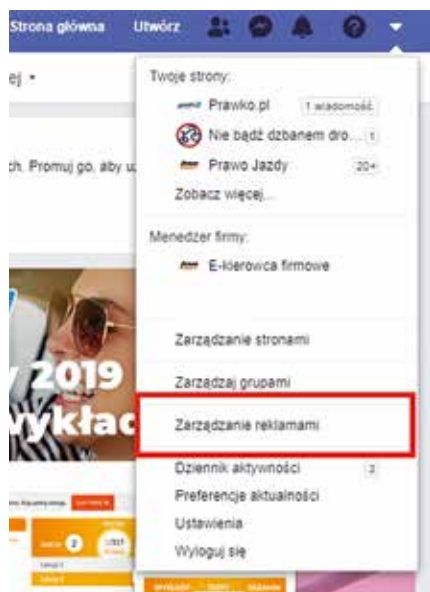 Strona główna Utwórz
ej
Twoje strony:
Prawko.pl 1 wiadomość
Nie bądź dzbanem dro... 1
ch. Promuj go, aby u
Prawo Jazdy 20+
Zobacz więcej...
Menedżer firmy:
E-kierowca firmowe
Zarządzanie stronami
2019
Zarządzaj grupami
wykład
Zarządzanie reklamami
Dziennik aktywności 3
Preferencje aktualności
Ustawienia
2
Wyloguj się